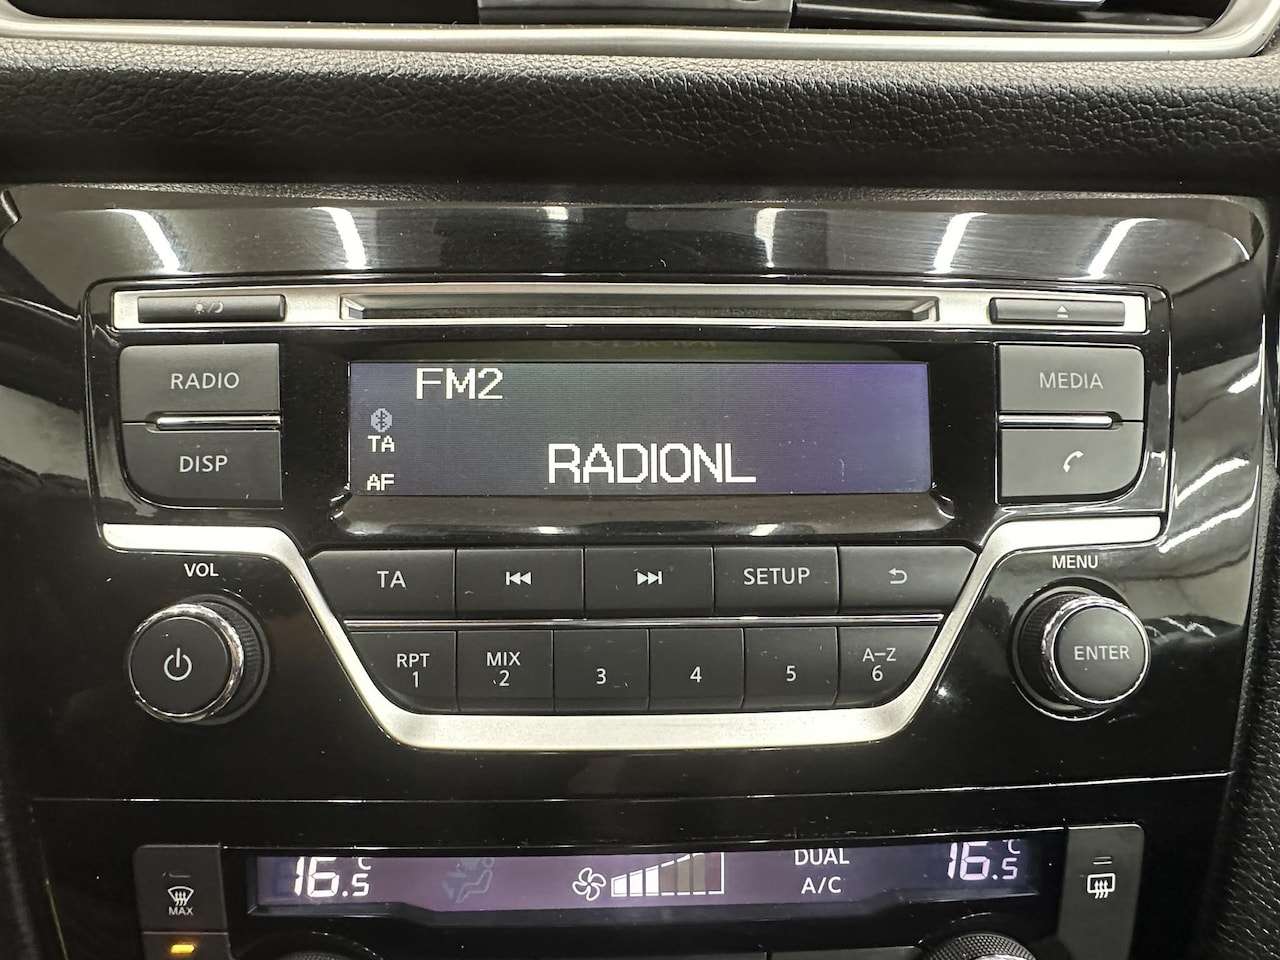 RADIO
DISP
FM2
TA
AF
RADIONL
MEDIA
VOL
TA
SETUP
MENU
ENTER
RPT
1
MIX
2
3
4
5
A-Z
6
MAX
16.5 °C
DUAL
A/C
16.5 °C